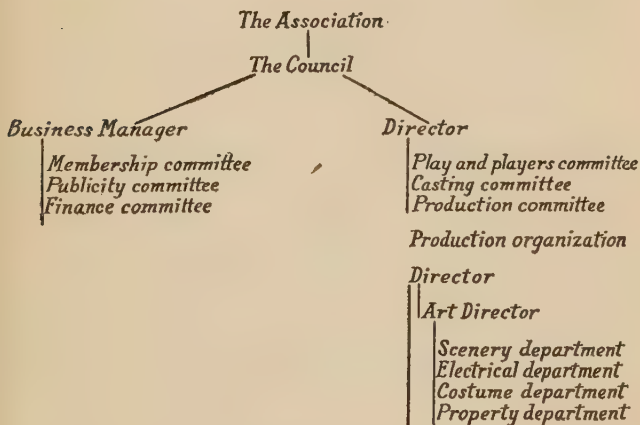 The Association
The Council
Business Manager
Membership committee
Publicity committee
Finance committee
Director
Play and players committee
Casting committee
Production committee
Production organization
Director
Art Director
Scenery department
Electrical department
Costume department
Property department